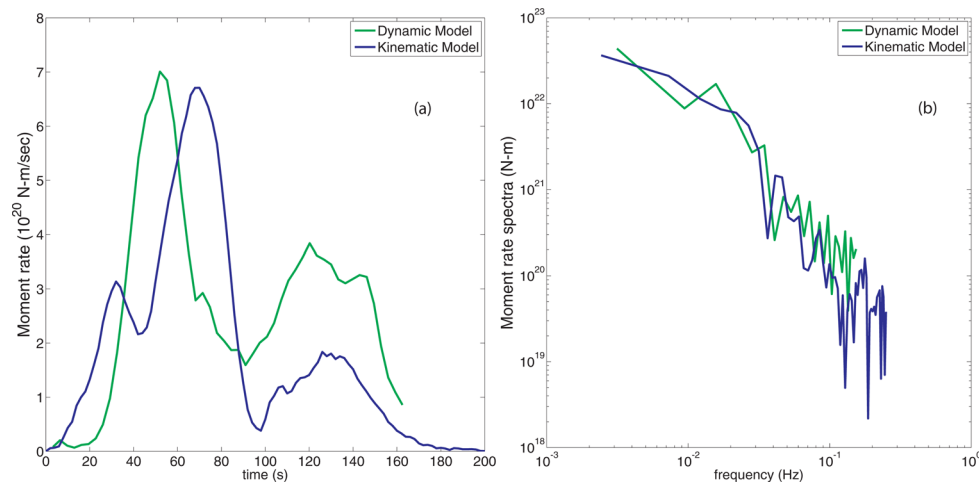 Dynamic Model
Kinematic Model
(a)
Moment rate (10^20 N-m/sec)
8
7
6
5
4
3
2
1
0
0 20 40 60 80 100 120 140 160 180 200
time (s)
Dynamic Model
Kinematic Model
(b)
Moment rate spectra (N-m)
10^23
10^22
10^21
10^20
10^19
10^18
10^-3 10^-2 10^-1 10^0
frequency (Hz)